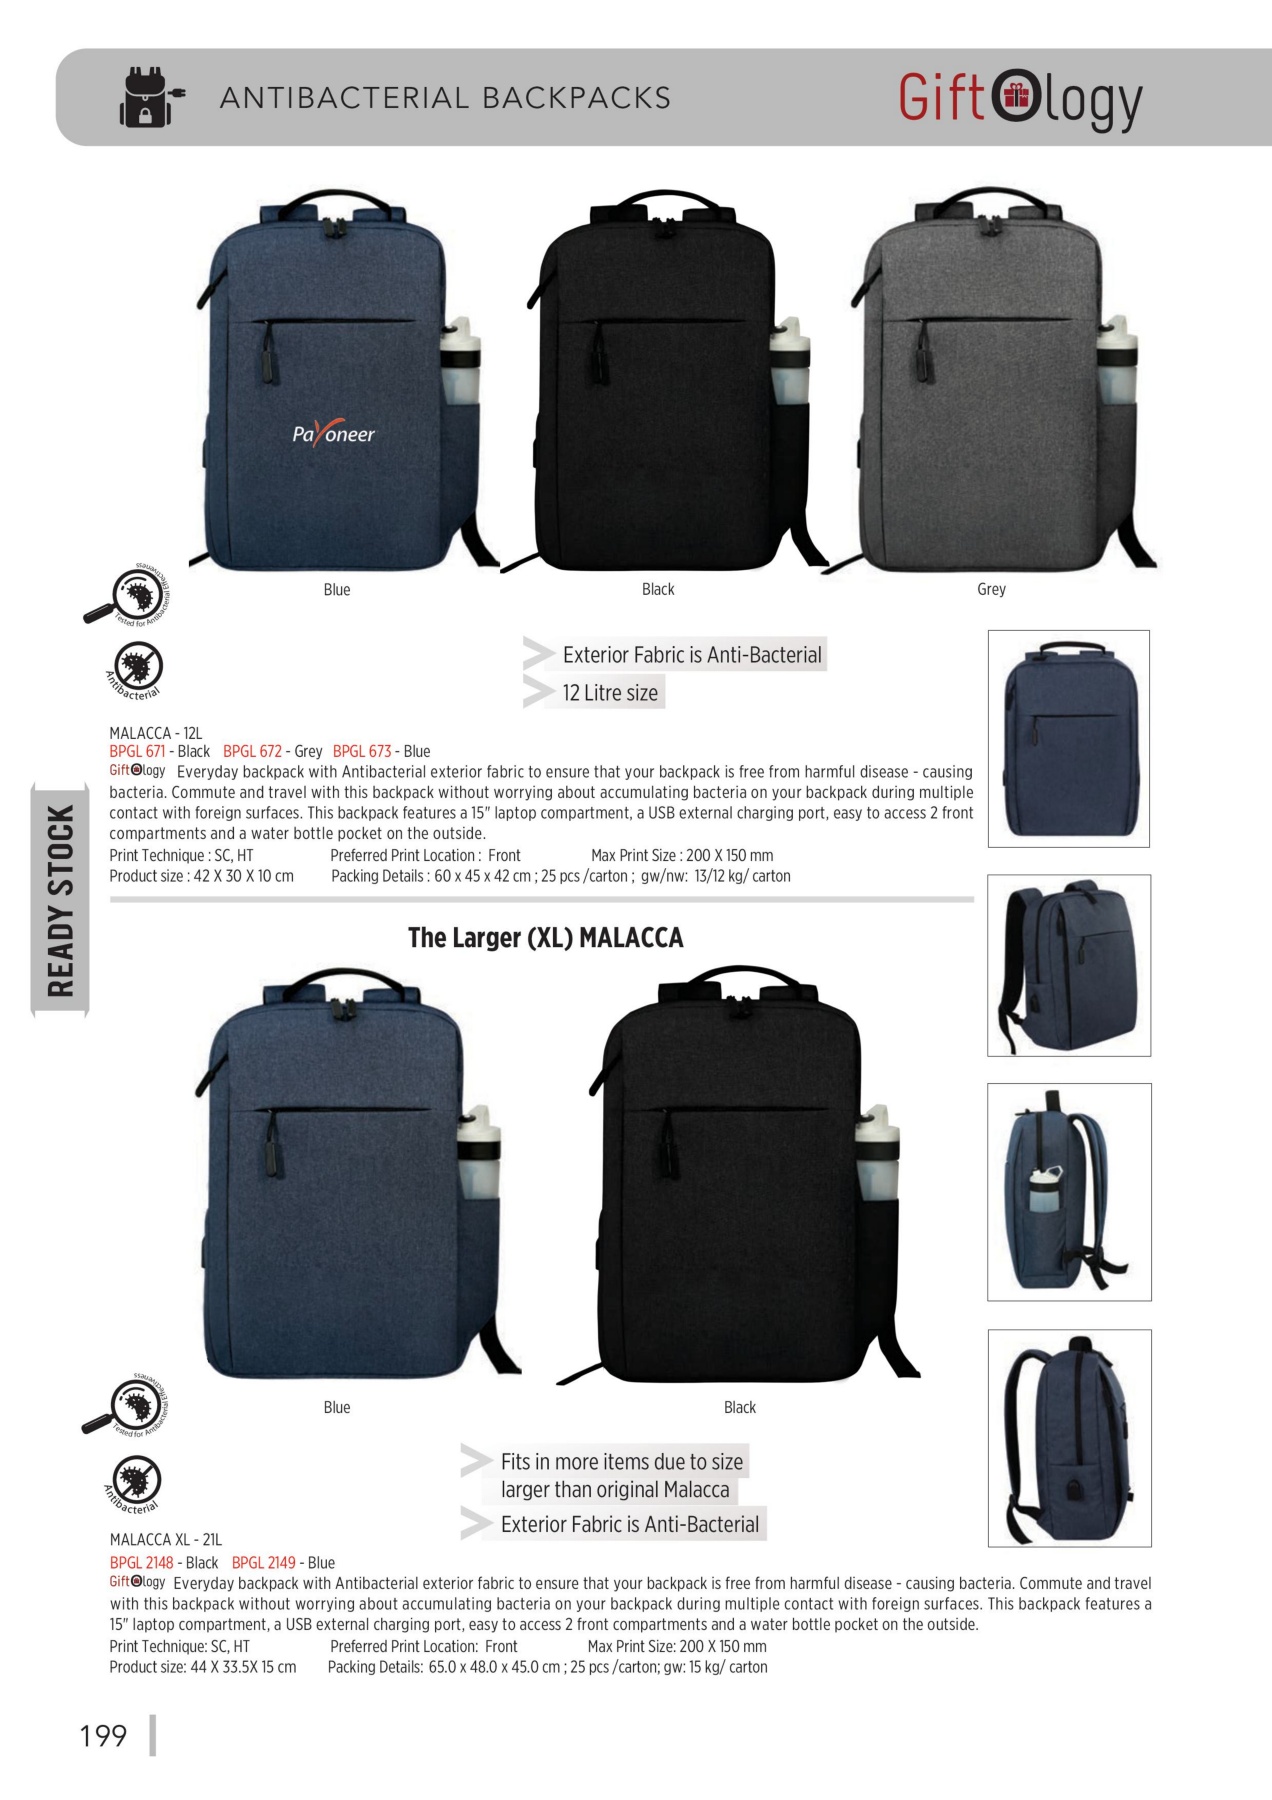 ANTIBACTERIAL BACKPACKS
GiftOlogy
Payoneer
Blue
Black
Grey
Tested for Antibacterial Effectiveness
Antibacterial
Exterior Fabric is Anti-Bacterial
12 Litre size
MALACCA - 12L
BPGL 671 - Black BPGL 672 - Grey BPGL 673 - Blue
GiftOlogy Everyday backpack with Antibacterial exterior fabric to ensure that your backpack is free from harmful disease - causing
bacteria. Commute and travel with this backpack without worrying about accumulating bacteria on your backpack during multiple
contact with foreign surfaces. This backpack features a 15" laptop compartment, a USB external charging port, easy to access 2 front
compartments and a water bottle pocket on the outside.
Print Technique : SC, HT Preferred Print Location : Front Max Print Size : 200 X 150 mm
Product size : 42 X 30 X 10 cm Packing Details : 60 x 45 x 42 cm ; 25 pcs /carton ; gw/nw: 13/12 kg/ carton
READY STOCK
The Larger (XL) MALACCA
Blue
Black
Tested for Antibacterial Effectiveness
Antibacterial
Fits in more items due to size
larger than original Malacca
Exterior Fabric is Anti-Bacterial
MALACCA XL - 21L
BPGL 2148 - Black BPGL 2149 - Blue
GiftOlogy Everyday backpack with Antibacterial exterior fabric to ensure that your backpack is free from harmful disease - causing bacteria. Commute and travel
with this backpack without worrying about accumulating bacteria on your backpack during multiple contact with foreign surfaces. This backpack features a
15" laptop compartment, a USB external charging port, easy to access 2 front compartments and a water bottle pocket on the outside.
Print Technique: SC, HT Preferred Print Location: Front Max Print Size: 200 X 150 mm
Product size: 44 X 33.5X 15 cm Packing Details: 65.0 x 48.0 x 45.0 cm ; 25 pcs /carton; gw: 15 kg/ carton
199